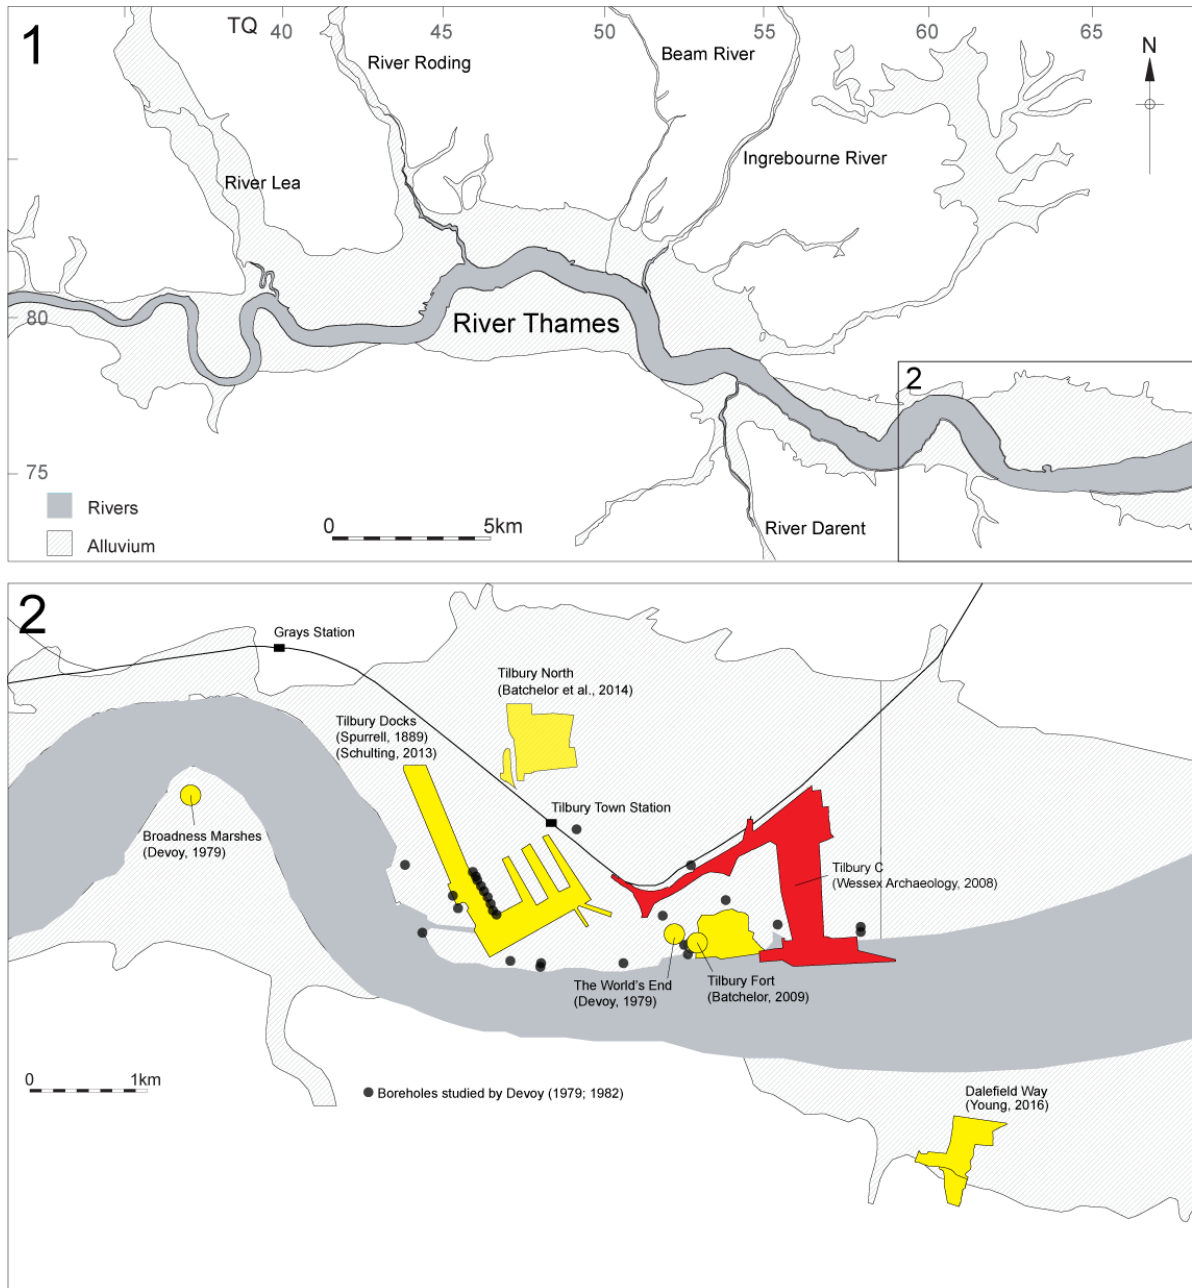 1
TQ 40 45 50 55 60 65
River Roding
Beam River
N
Ingrebourne River
River Lea
80
River Thames
2
75
Rivers
Alluvium
0 5km
River Darent
2
Grays Station
Tilbury North
(Batchelor et al., 2014)
Tilbury Docks
(Spurrell, 1889)
(Schulting, 2013)
Tilbury Town Station
Broadness Marshes
(Devoy, 1979)
Tilbury C
(Wessex Archaeology, 2008)
The World's End
(Devoy, 1979)
Tilbury Fort
(Batchelor, 2009)
0 1km
Boreholes studied by Devoy (1979; 1982)
Dalefield Way
(Young, 2016)